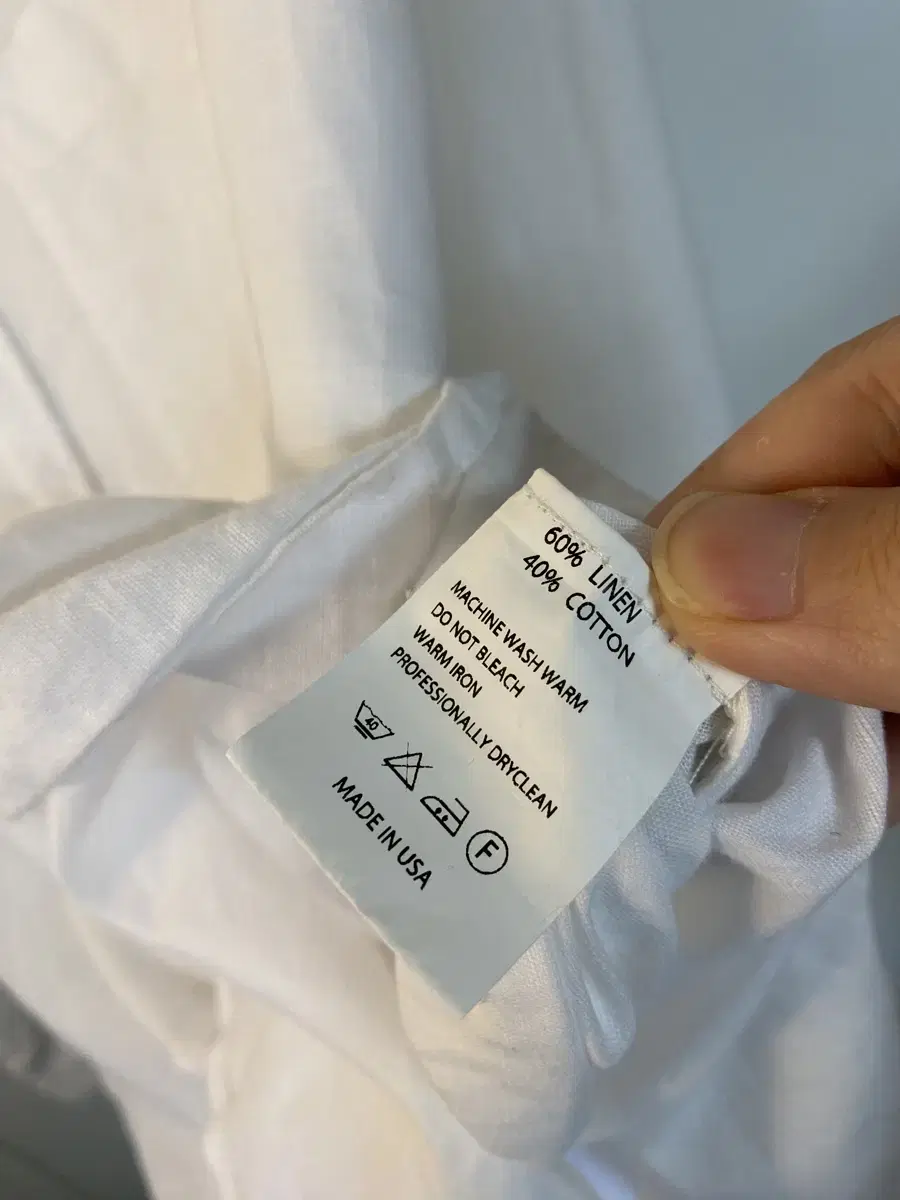 60% LINEN
40% COTTON
MACHINE WASH WARM
DO NOT BLEACH
WARM IRON
PROFESSIONALLY DRYCLEAN
40
F
MADE IN USA